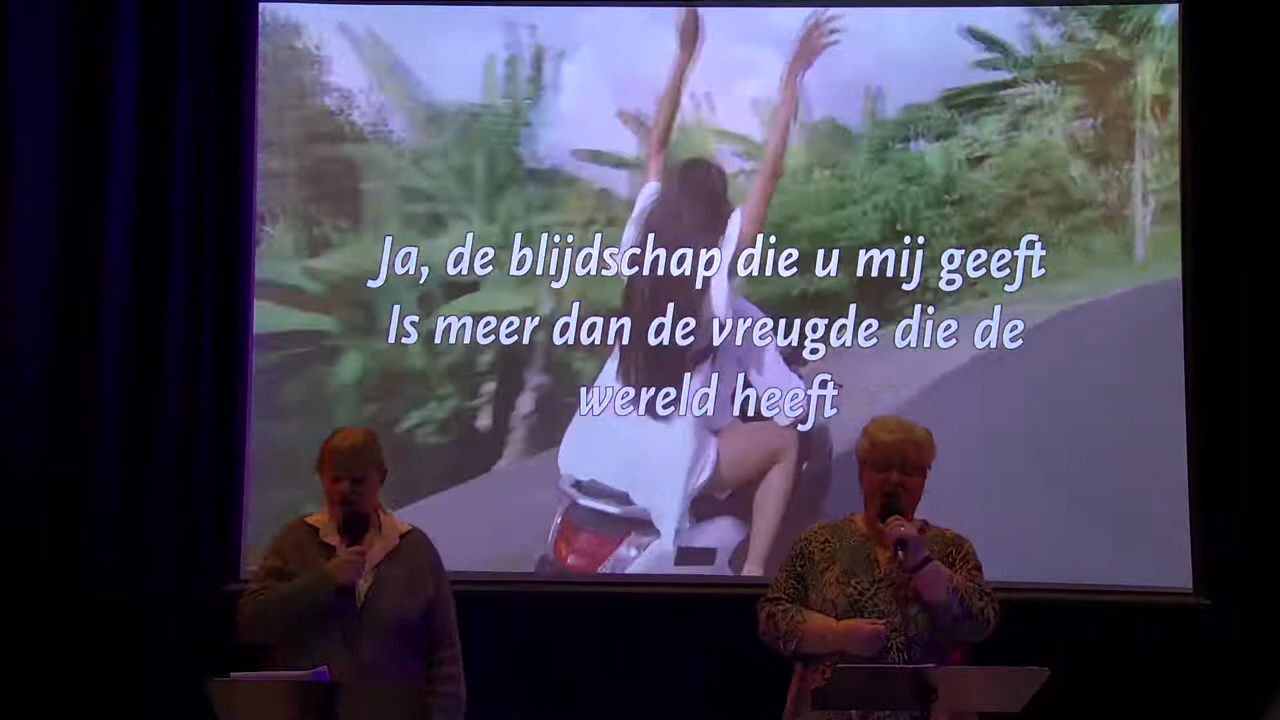 Ja, de blijdschap die u mij geeft
Is meer dan de vreugde die de
wereld heeft